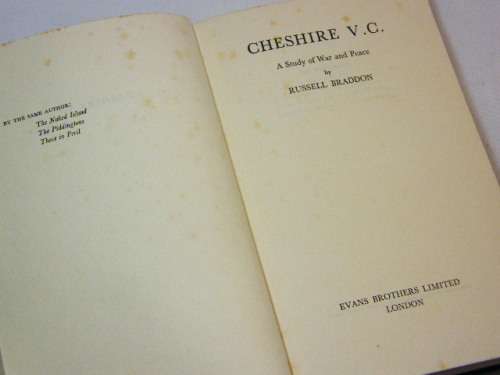 BY THE SAME AUTHOR:
The Naked Island
The Piddingtons
Those in Peril
CHESHIRE V.C.
A Study of War and Peace
by
RUSSELL BRADDON
EVANS BROTHERS LIMITED
LONDON